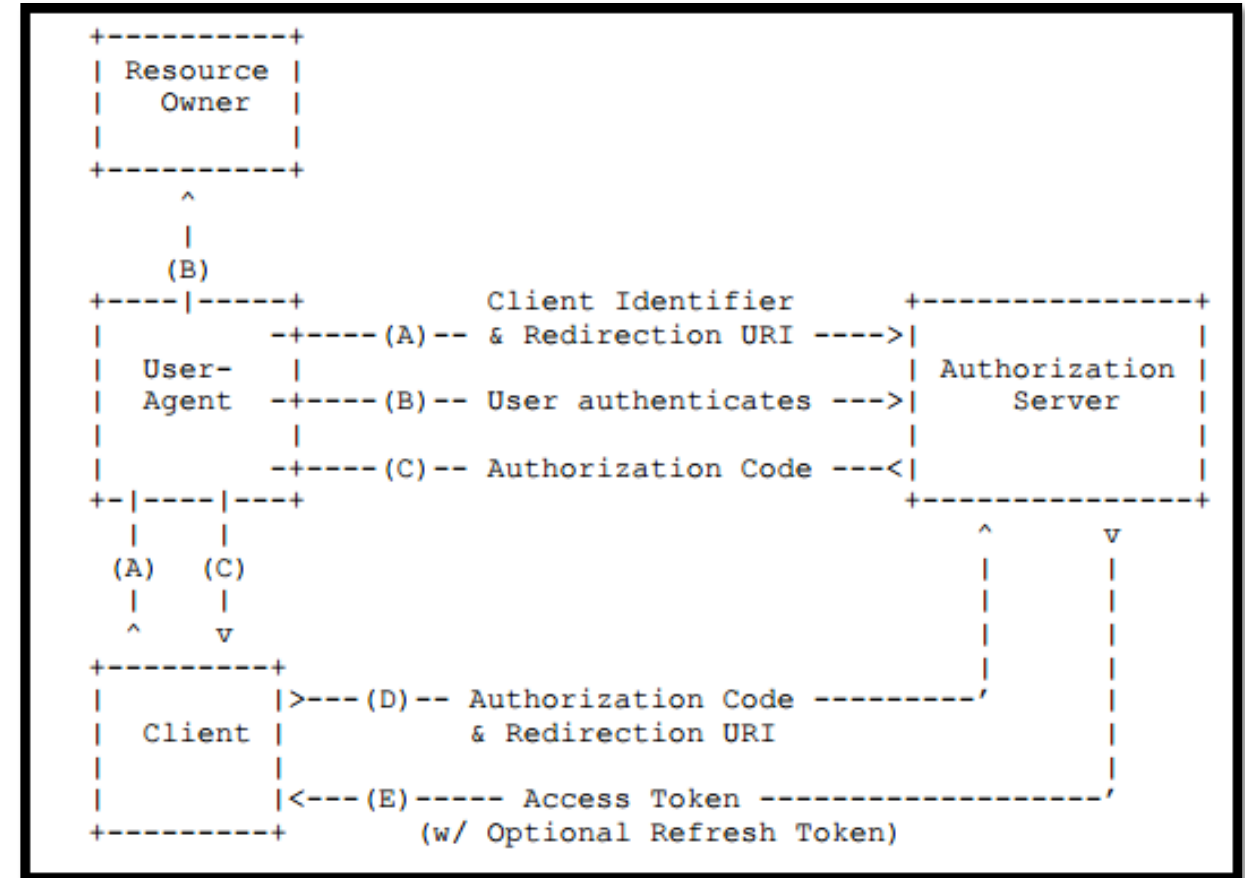 +----------+
| Resource |
|   Owner  |
|          |
+----------+
     ^
     |
    (B)
+----|-----+          Client Identifier      +---------------+
|         -+----(A)-- & Redirection URI ---->|               |
|  User-   |                                 | Authorization |
|  Agent  -+----(B)-- User authenticates --->|     Server    |
|          |                                 |               |
|         -+----(C)-- Authorization Code ---<|               |
+-|----|---+                                 +---------------+
  |    |                                         ^      v
 (A)  (C)                                        |      |
  |    |                                         |      |
  ^    v                                         |      |
+---------+                                      |      |
|         |>---(D)-- Authorization Code ---------’      |
|  Client |          & Redirection URI                  |
|         |                                             |
|         |<---(E)----- Access Token -------------------’
+---------+       (w/ Optional Refresh Token)